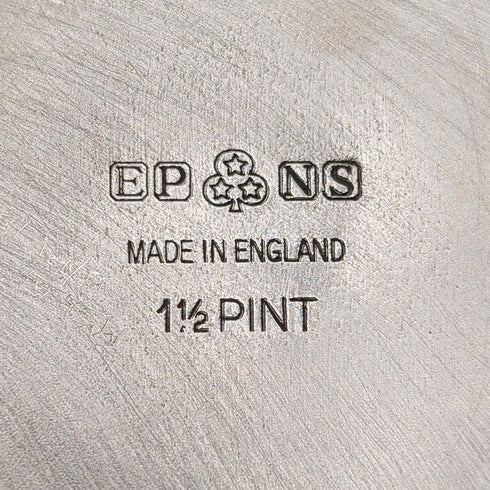 EP NS
MADE IN ENGLAND
1½ PINT